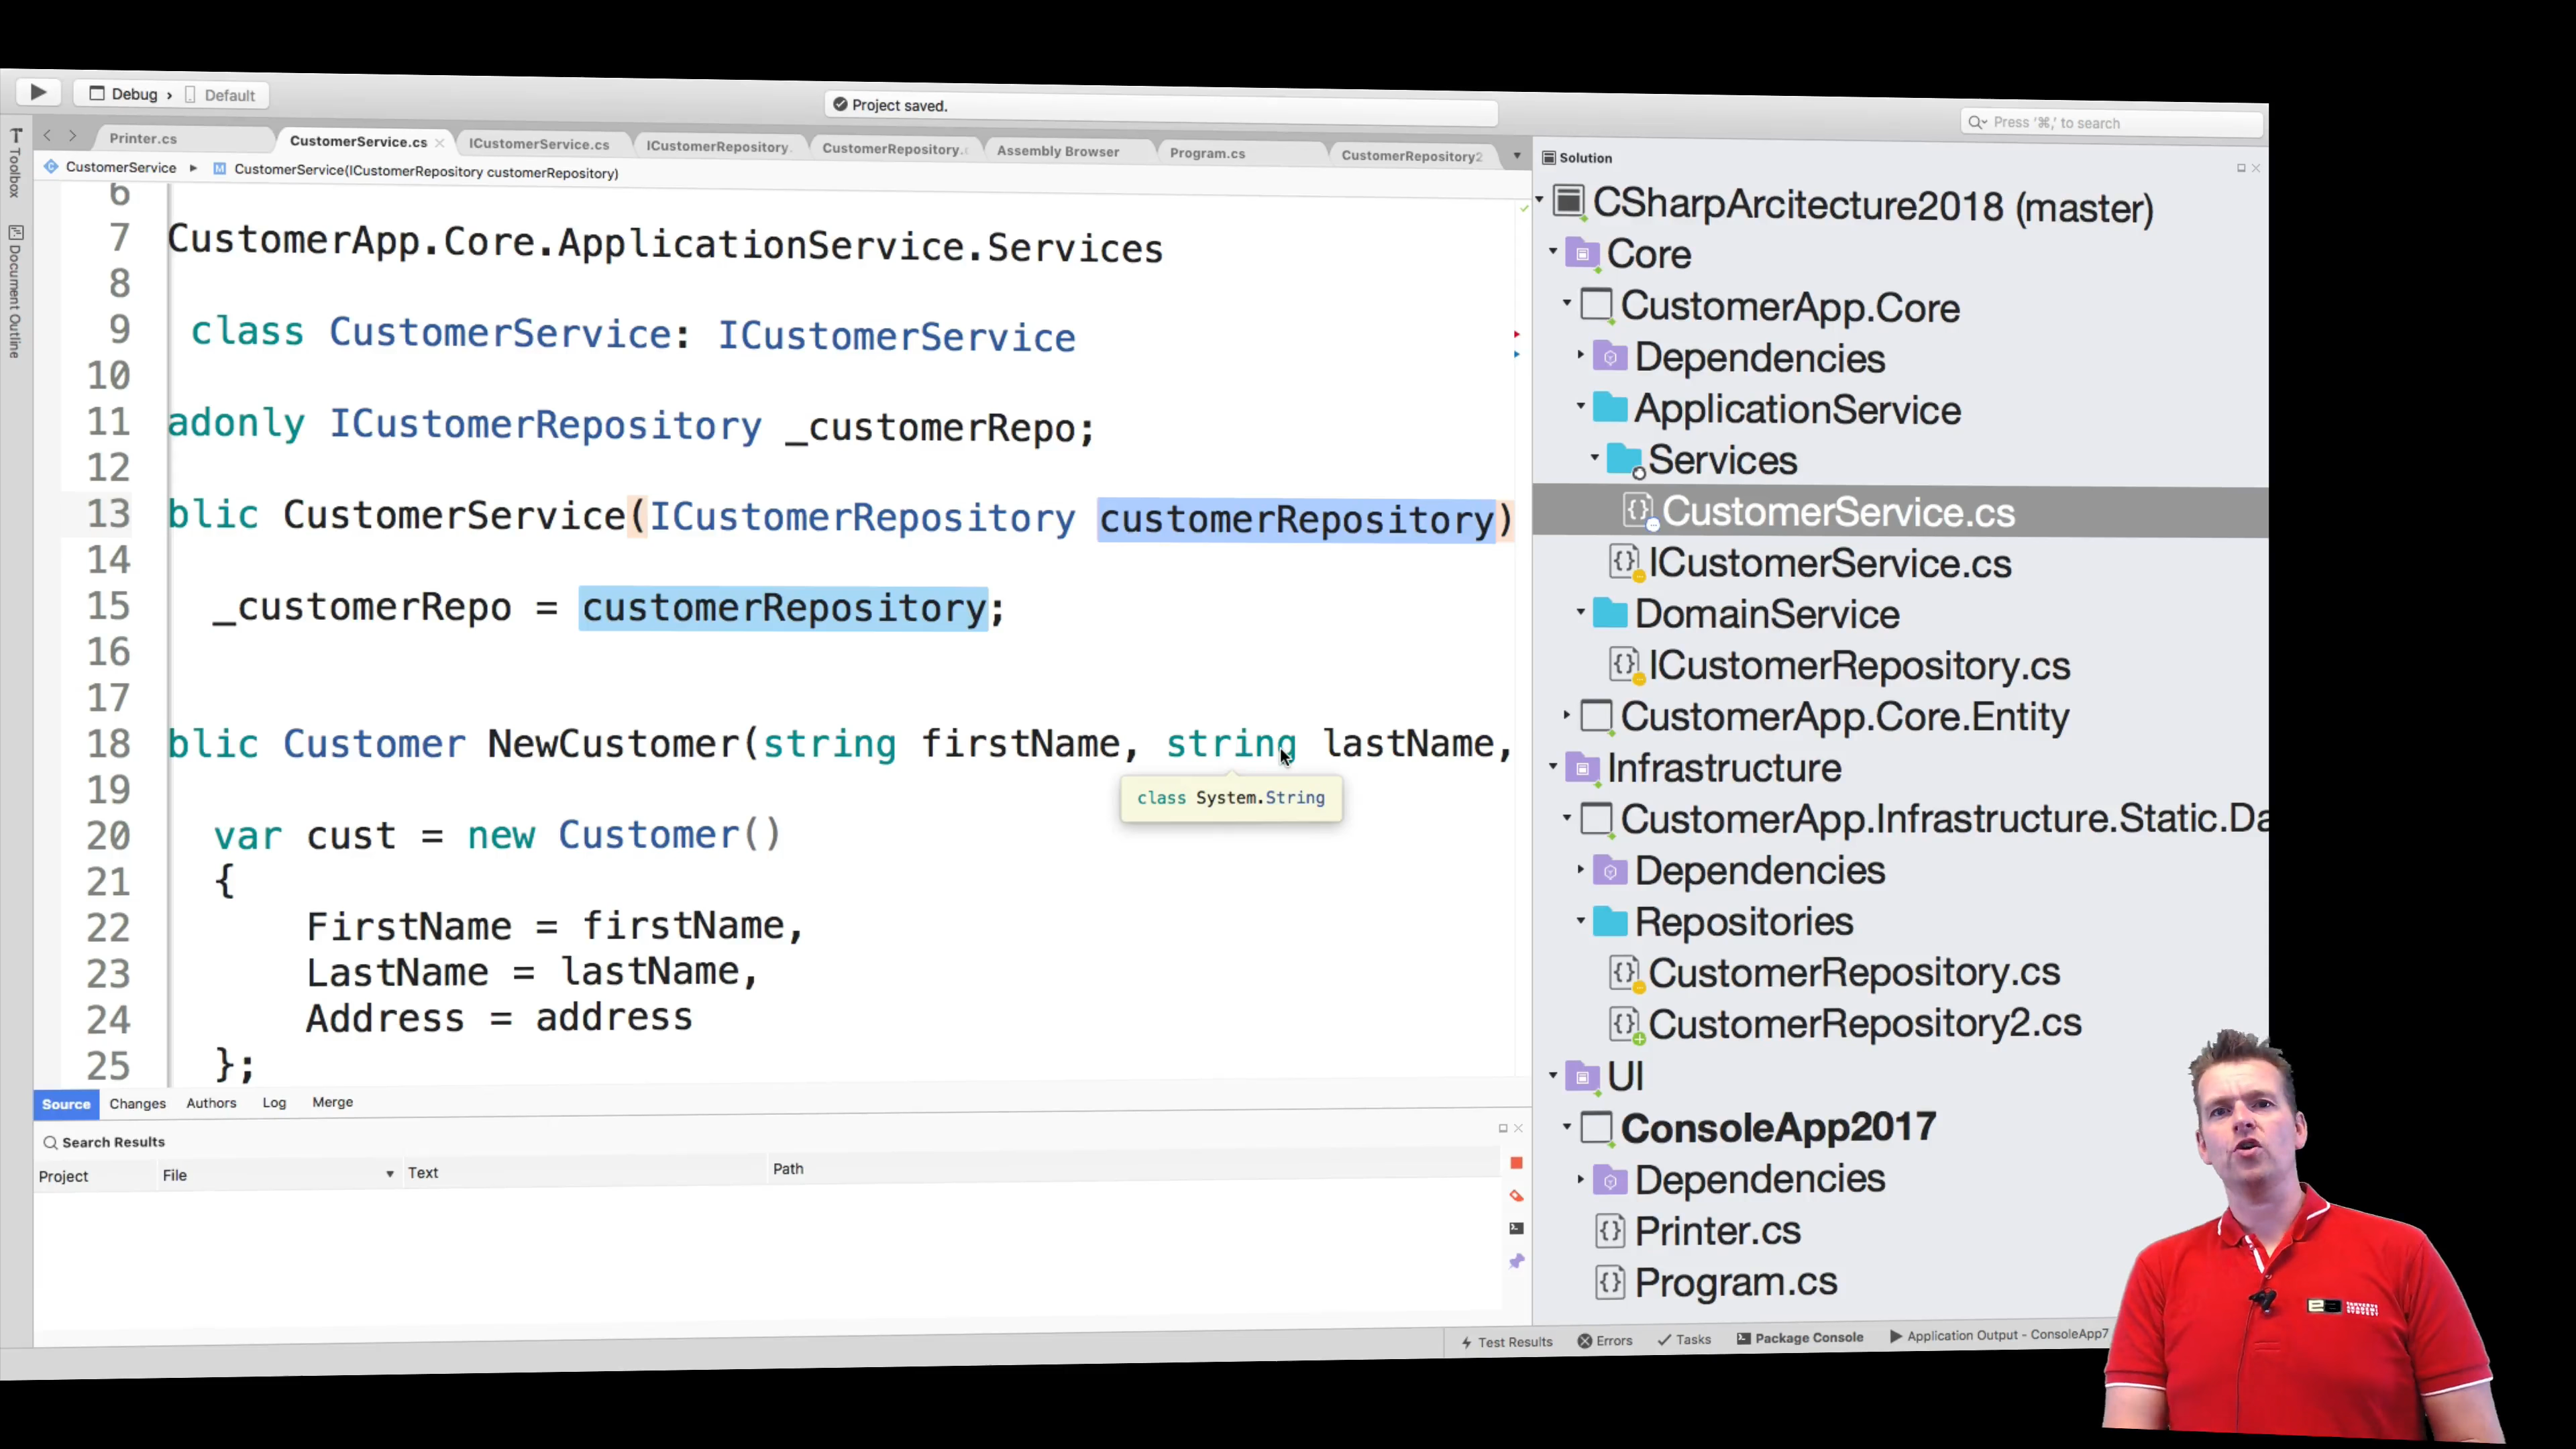 Debug › Default
Project saved.
Press '⌘,' to search
Toolbox
Document Outline
Printer.cs
CustomerService.cs
ICustomerService.cs
ICustomerRepository.
CustomerRepository.
Assembly Browser
Program.cs
CustomerRepository2
CustomerService
M CustomerService(ICustomerRepository customerRepository)
6
7 CustomerApp.Core.ApplicationService.Services
8
9 class CustomerService: ICustomerService
10
11 adonly ICustomerRepository _customerRepo;
12
13 blic CustomerService(ICustomerRepository customerRepository)
14
15 _customerRepo = customerRepository;
16
17
18 blic Customer NewCustomer(string firstName, string lastName,
class System.String
19
20 var cust = new Customer()
21 {
22 FirstName = firstName,
23 LastName = lastName,
24 Address = address
25 };
Source Changes Authors Log Merge
Search Results
Project File Text Path
Solution
CSharpArcitecture2018 (master)
Core
CustomerApp.Core
Dependencies
ApplicationService
Services
CustomerService.cs
ICustomerService.cs
DomainService
ICustomerRepository.cs
CustomerApp.Core.Entity
Infrastructure
CustomerApp.Infrastructure.Static.Da
Dependencies
Repositories
CustomerRepository.cs
CustomerRepository2.cs
UI
ConsoleApp2017
Dependencies
Printer.cs
Program.cs
Test Results Errors Tasks Package Console Application Output - ConsoleApp